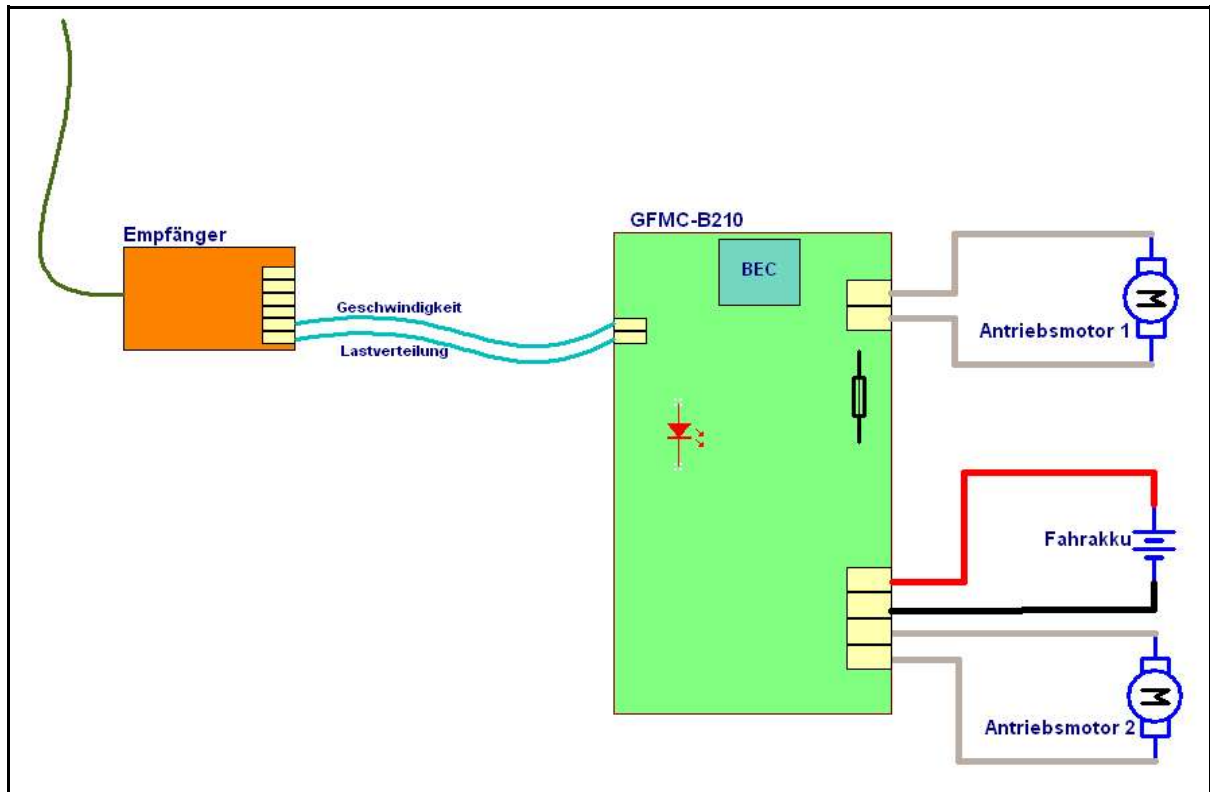 Empfänger
GFMC-B210
BEC
Geschwindigkeit
Lastverteilung
M
Antriebsmotor 1
Fahrakku
M
Antriebsmotor 2